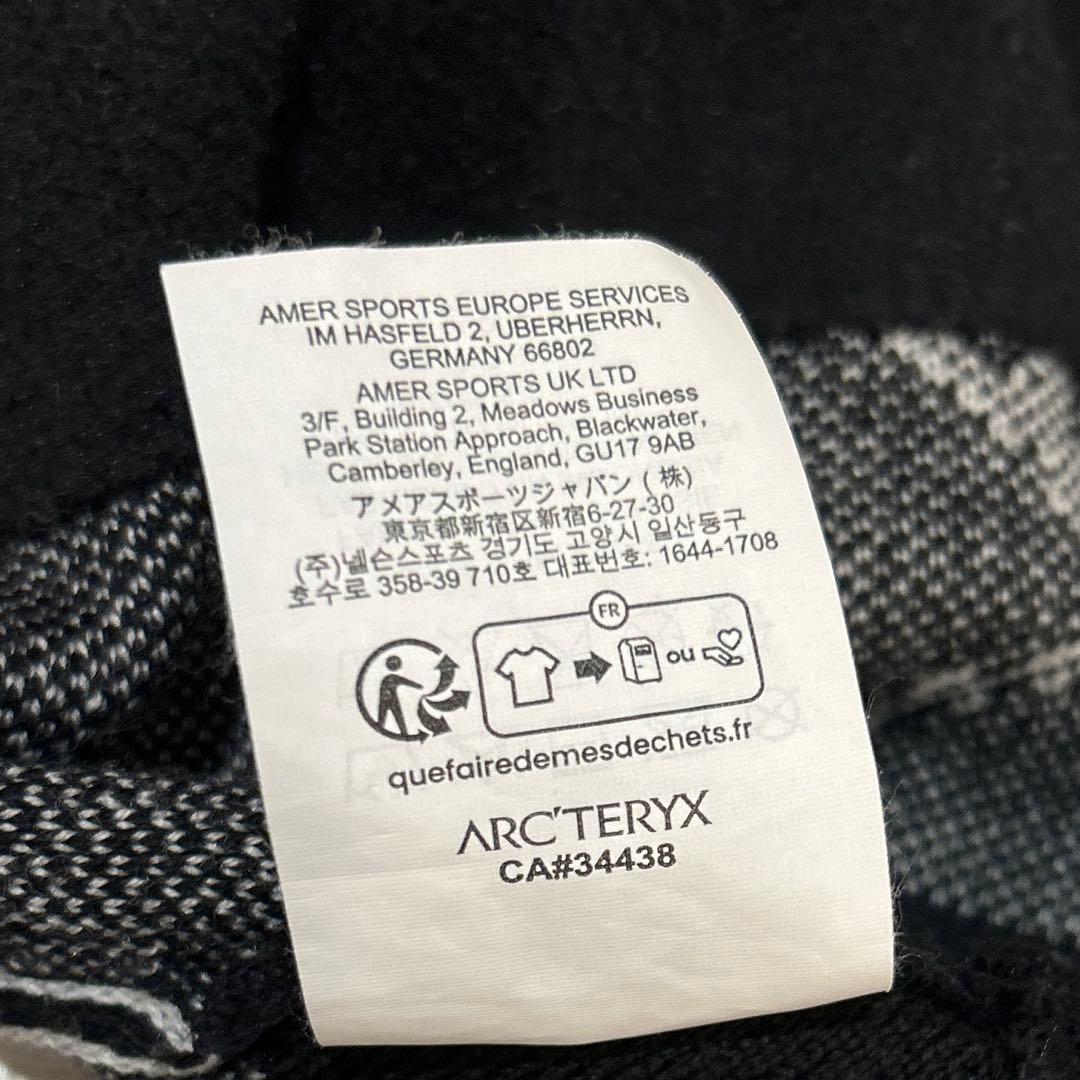 AMER SPORTS EUROPE SERVICES
IM HASFELD 2, UBERHERRN,
GERMANY 66802
AMER SPORTS UK LTD
3/F, Building 2, Meadows Business
Park Station Approach, Blackwater,
Camberley, England, GU17 9AB
アメアスポーツジャパン (株)
東京都新宿区新宿6-27-30
(주)넬슨스포츠 경기도 고양시 일산동구
호수로 358-39 710호 대표번호: 1644-1708
FR
ou
quefairedemesdechets.fr
ARC'TERYX
CA#34438